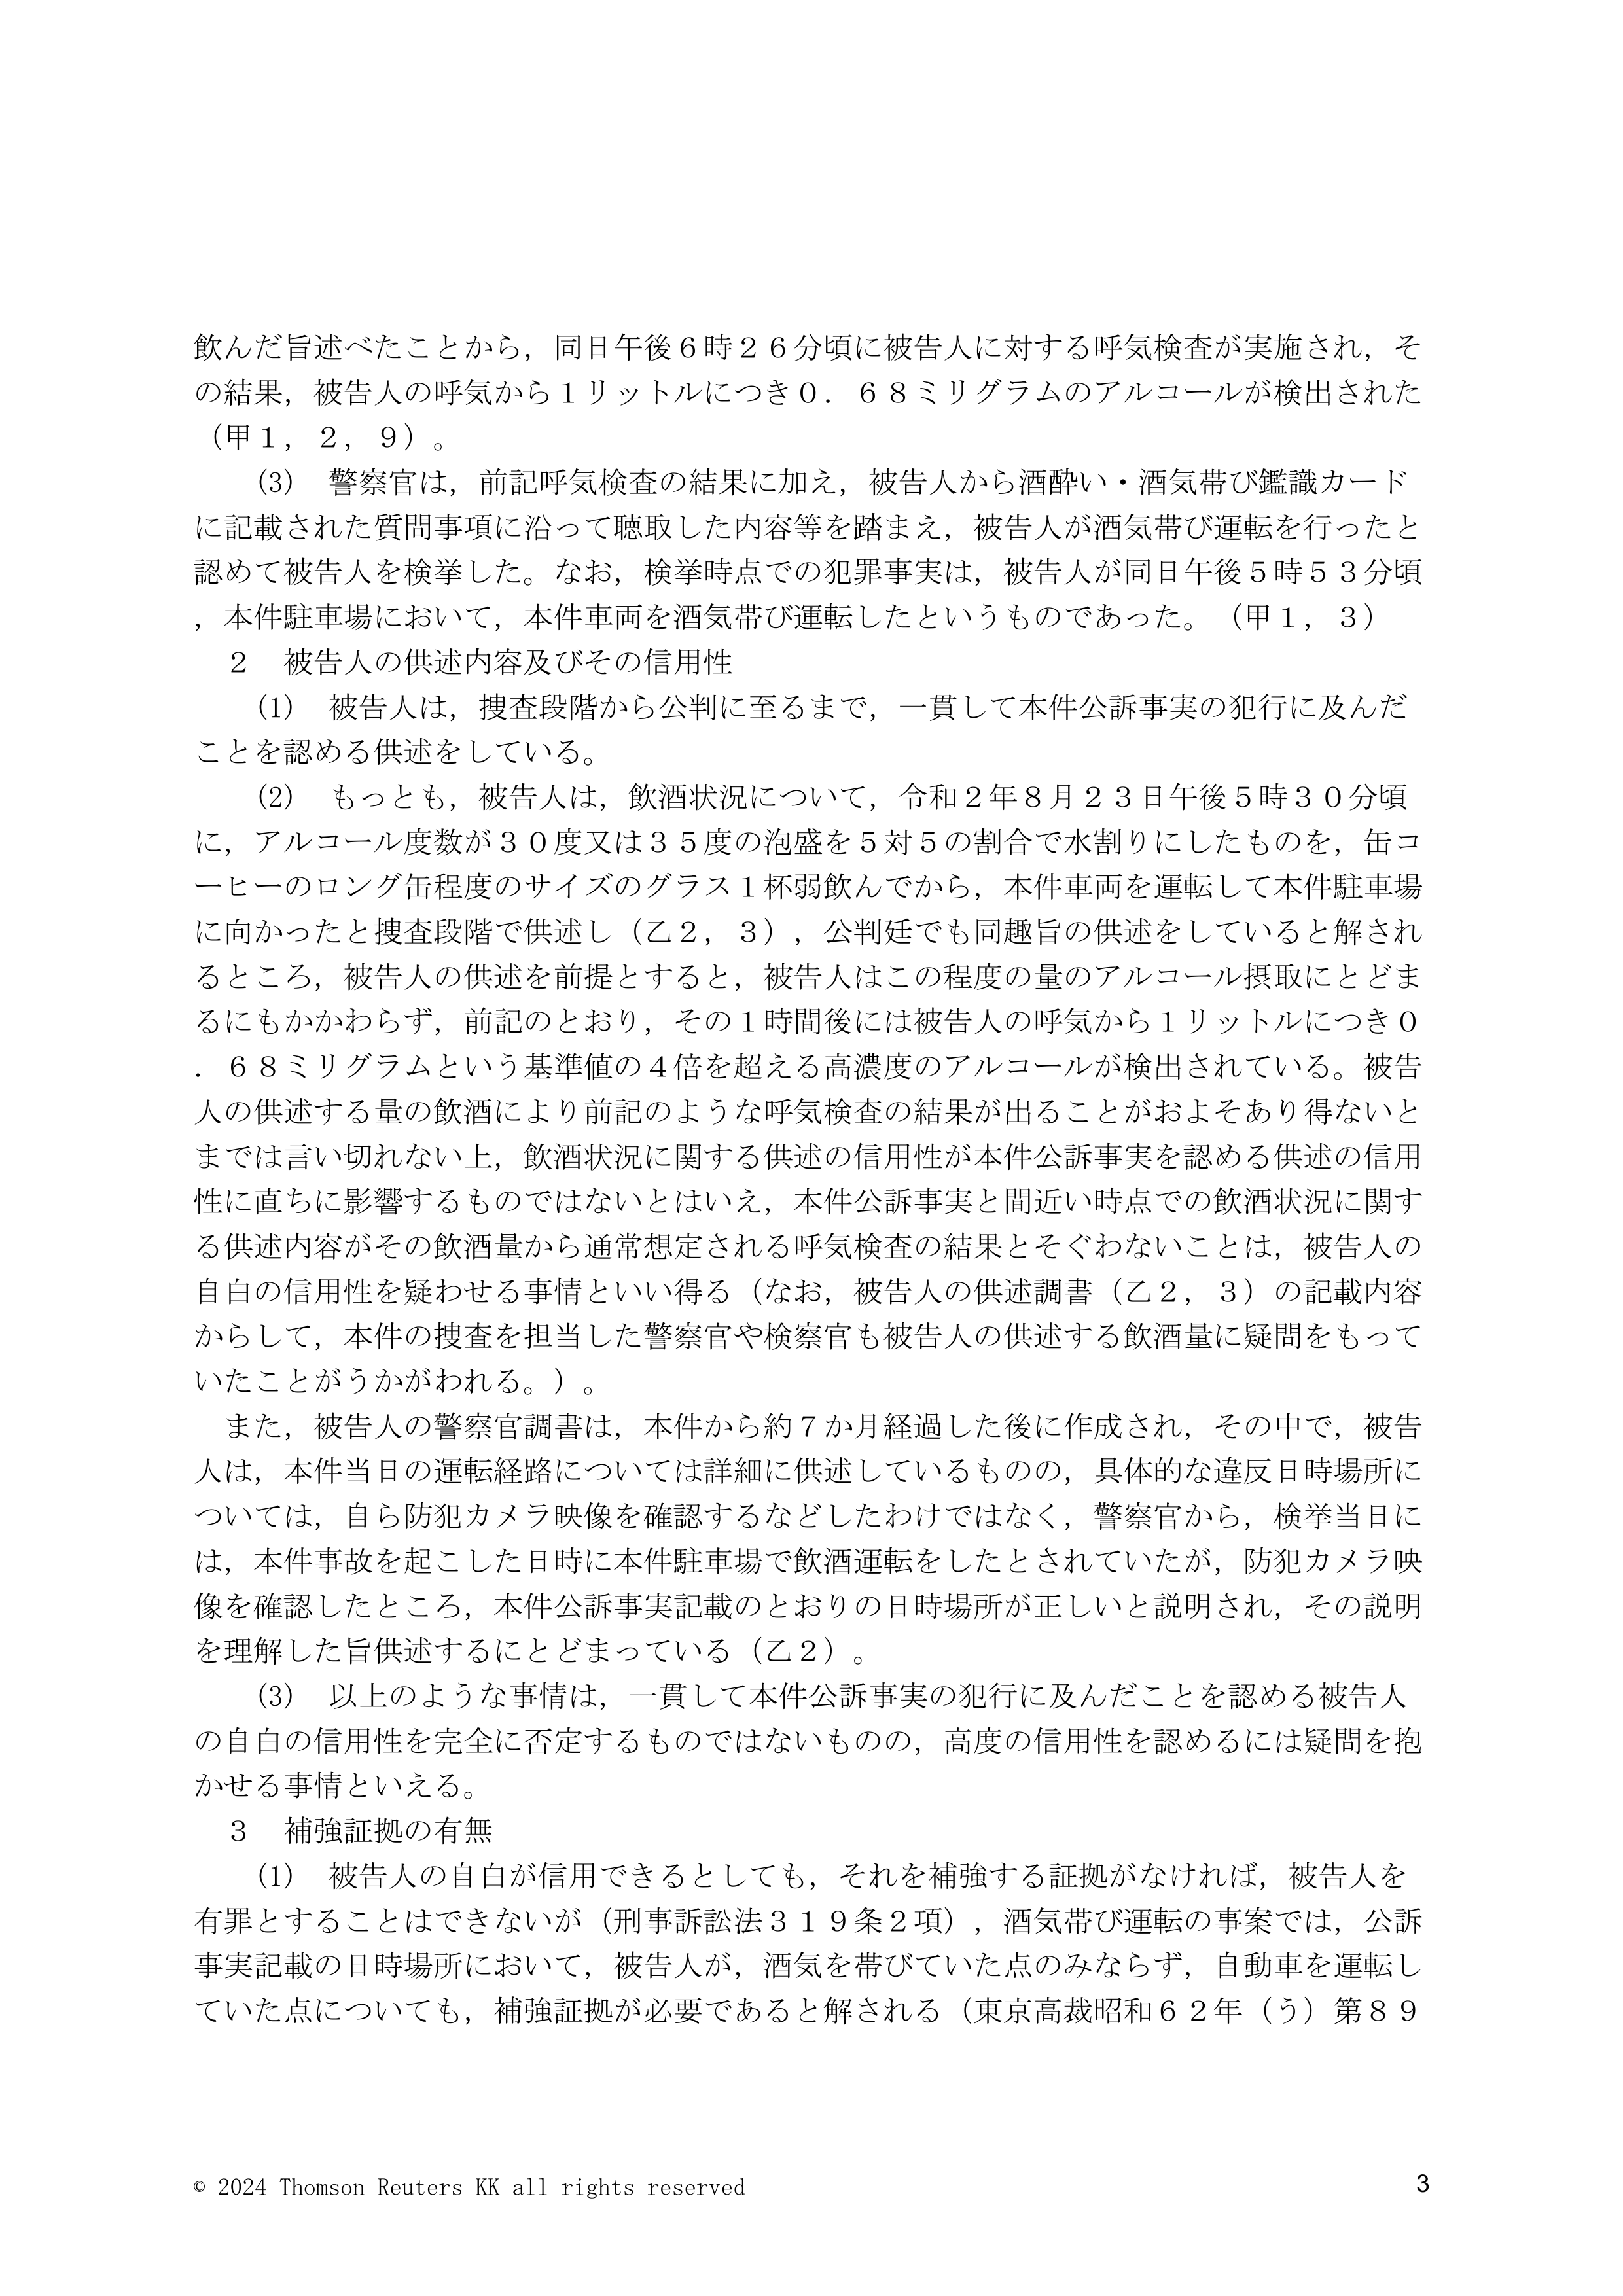 飲んだ旨述べたことから，同日午後６時２６分頃に被告人に対する呼気検査が実施され，そ
の結果，被告人の呼気から１リットルにつき０．６８ミリグラムのアルコールが検出された
（甲１，２，９）。
　　(3)　警察官は，前記呼気検査の結果に加え，被告人から酒酔い・酒気帯び鑑識カード
に記載された質問事項に沿って聴取した内容等を踏まえ，被告人が酒気帯び運転を行ったと
認めて被告人を検挙した。なお，検挙時点での犯罪事実は，被告人が同日午後５時５３分頃
，本件駐車場において，本件車両を酒気帯び運転したというものであった。（甲１，３）
　２　被告人の供述内容及びその信用性
　　(1)　被告人は，捜査段階から公判に至るまで，一貫して本件公訴事実の犯行に及んだ
ことを認める供述をしている。
　　(2)　もっとも，被告人は，飲酒状況について，令和２年８月２３日午後５時３０分頃
に，アルコール度数が３０度又は３５度の泡盛を５対５の割合で水割りにしたものを，缶コ
ーヒーのロング缶程度のサイズのグラス１杯弱飲んでから，本件車両を運転して本件駐車場
に向かったと捜査段階で供述し（乙２，３），公判廷でも同趣旨の供述をしていると解され
るところ，被告人の供述を前提とすると，被告人はこの程度の量のアルコール摂取にとどま
るにもかかわらず，前記のとおり，その１時間後には被告人の呼気から１リットルにつき０
．６８ミリグラムという基準値の４倍を超える高濃度のアルコールが検出されている。被告
人の供述する量の飲酒により前記のような呼気検査の結果が出ることがおよそあり得ないと
までは言い切れない上，飲酒状況に関する供述の信用性が本件公訴事実を認める供述の信用
性に直ちに影響するものではないとはいえ，本件公訴事実と間近い時点での飲酒状況に関す
る供述内容がその飲酒量から通常想定される呼気検査の結果とそぐわないことは，被告人の
自白の信用性を疑わせる事情といい得る（なお，被告人の供述調書（乙２，３）の記載内容
からして，本件の捜査を担当した警察官や検察官も被告人の供述する飲酒量に疑問をもって
いたことがうかがわれる。）。
　また，被告人の警察官調書は，本件から約７か月経過した後に作成され，その中で，被告
人は，本件当日の運転経路については詳細に供述しているものの，具体的な違反日時場所に
ついては，自ら防犯カメラ映像を確認するなどしたわけではなく，警察官から，検挙当日に
は，本件事故を起こした日時に本件駐車場で飲酒運転をしたとされていたが，防犯カメラ映
像を確認したところ，本件公訴事実記載のとおりの日時場所が正しいと説明され，その説明
を理解した旨供述するにとどまっている（乙２）。
　　(3)　以上のような事情は，一貫して本件公訴事実の犯行に及んだことを認める被告人
の自白の信用性を完全に否定するものではないものの，高度の信用性を認めるには疑問を抱
かせる事情といえる。
　３　補強証拠の有無
　　(1)　被告人の自白が信用できるとしても，それを補強する証拠がなければ，被告人を
有罪とすることはできないが（刑事訴訟法３１９条２項），酒気帯び運転の事案では，公訴
事実記載の日時場所において，被告人が，酒気を帯びていた点のみならず，自動車を運転し
ていた点についても，補強証拠が必要であると解される（東京高裁昭和６２年（う）第８９
© 2024 Thomson Reuters KK all rights reserved
3